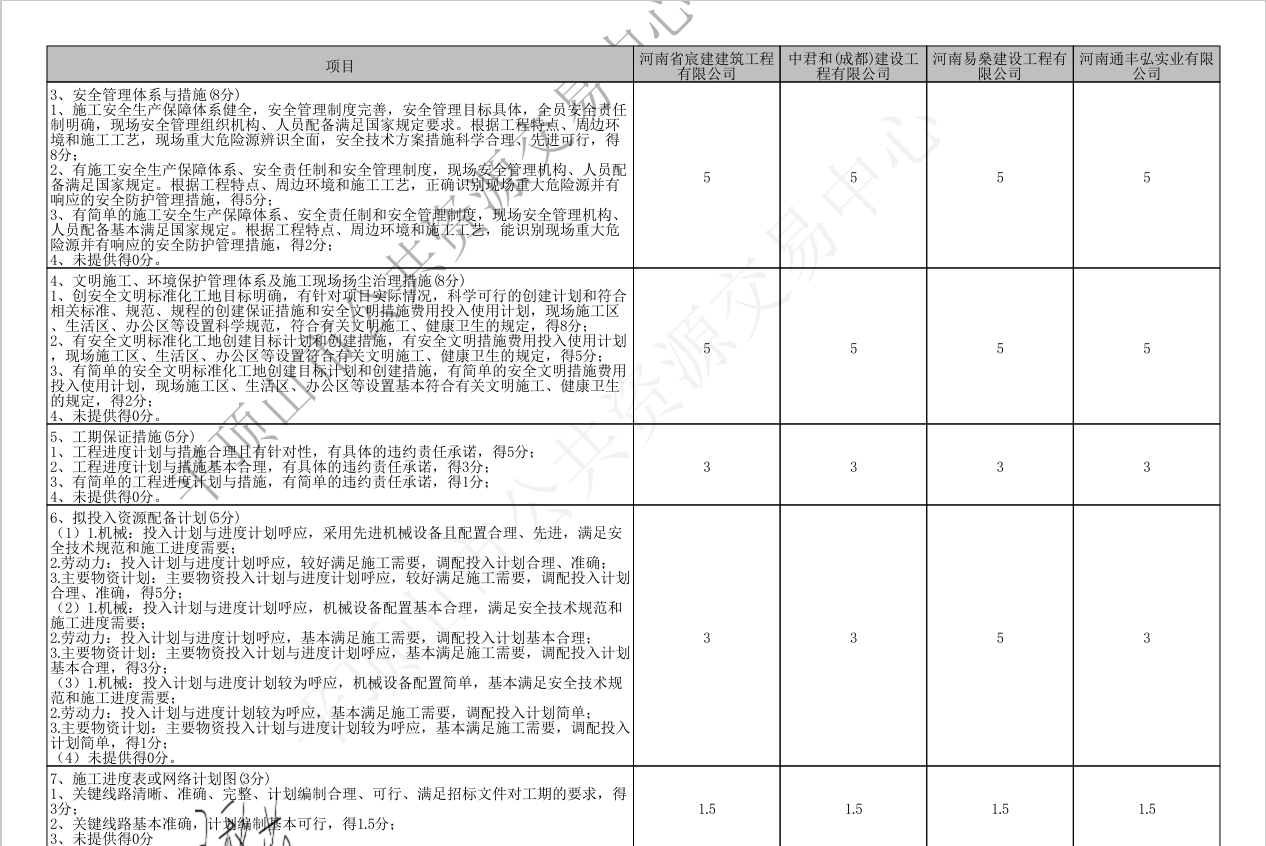 项目
河南省宸建建筑工程
有限公司
中君和(成都)建设工
程有限公司
河南易燊建设工程有
限公司
河南通丰弘实业有限
公司
3、安全管理体系与措施(8分)
1、施工安全生产保障体系健全，安全管理制度完善，安全管理目标具体，全员安全责任
制明确，现场安全管理组织机构、人员配备满足国家规定要求。根据工程特点、周边环
境和施工工艺，现场重大危险源辨识全面，安全技术方案措施科学合理、先进可行，得
8分；
2、有施工安全生产保障体系、安全责任制和安全管理制度，现场安全管理机构、人员配
备满足国家规定。根据工程特点、周边环境和施工工艺，正确识别现场重大危险源并有
响应的安全防护管理措施，得5分；
3、有简单的施工安全生产保障体系、安全责任制和安全管理制度，现场安全管理机构、
人员配备基本满足国家规定。根据工程特点、周边环境和施工工艺，能识别现场重大危
险源并有响应的安全防护管理措施，得2分；
4、未提供得0分。
5
5
5
5
4、文明施工、环境保护管理体系及施工现场扬尘治理措施(8分)
1、创安全文明标准化工地目标明确，有针对项目实际情况，科学可行的创建计划和符合
相关标准、规范、规程的创建保证措施和安全文明措施费用投入使用计划，现场施工区
、生活区、办公区等设置科学规范，符合有关文明施工、健康卫生的规定，得8分；
2、有安全文明标准化工地创建目标计划和创建措施，有安全文明措施费用投入使用计划
，现场施工区、生活区、办公区等设置符合有关文明施工、健康卫生的规定，得5分；
3、有简单的安全文明标准化工地创建目标计划和创建措施，有简单的安全文明措施费用
投入使用计划，现场施工区、生活区、办公区等设置基本符合有关文明施工、健康卫生
的规定，得2分；
4、未提供得0分。
5
5
5
5
5、工期保证措施(5分)
1、工程进度计划与措施合理且有针对性，有具体的违约责任承诺，得5分；
2、工程进度计划与措施基本合理，有具体的违约责任承诺，得3分；
3、有简单的工程进度计划与措施，有简单的违约责任承诺，得1分；
4、未提供得0分。
3
3
3
3
6、拟投入资源配备计划(5分)
（1）1.机械：投入计划与进度计划呼应，采用先进机械设备且配置合理、先进，满足安
全技术规范和施工进度需要；
2.劳动力：投入计划与进度计划呼应，较好满足施工需要，调配投入计划合理、准确；
3.主要物资计划：主要物资投入计划与进度计划呼应，较好满足施工需要，调配投入计划
合理、准确，得5分；
（2）1.机械：投入计划与进度计划呼应，机械设备配置基本合理，满足安全技术规范和
施工进度需要；
2.劳动力：投入计划与进度计划呼应，基本满足施工需要，调配投入计划基本合理；
3.主要物资计划：主要物资投入计划与进度计划呼应，基本满足施工需要，调配投入计划
基本合理，得3分；
（3）1.机械：投入计划与进度计划较为呼应，机械设备配置简单，基本满足安全技术规
范和施工进度需要；
2.劳动力：投入计划与进度计划较为呼应，基本满足施工需要，调配投入计划简单；
3.主要物资计划：主要物资投入计划与进度计划较为呼应，基本满足施工需要，调配投入
计划简单，得1分；
（4）未提供得0分。
3
3
5
3
7、施工进度表或网络计划图(3分)
1、关键线路清晰、准确、完整、计划编制合理、可行、满足招标文件对工期的要求，得
3分；
2、关键线路基本准确，计划编制基本可行，得1.5分；
3、未提供得0分
1.5
1.5
1.5
1.5
平顶山市公共资源交易中心
平顶山市公共资源交易中心